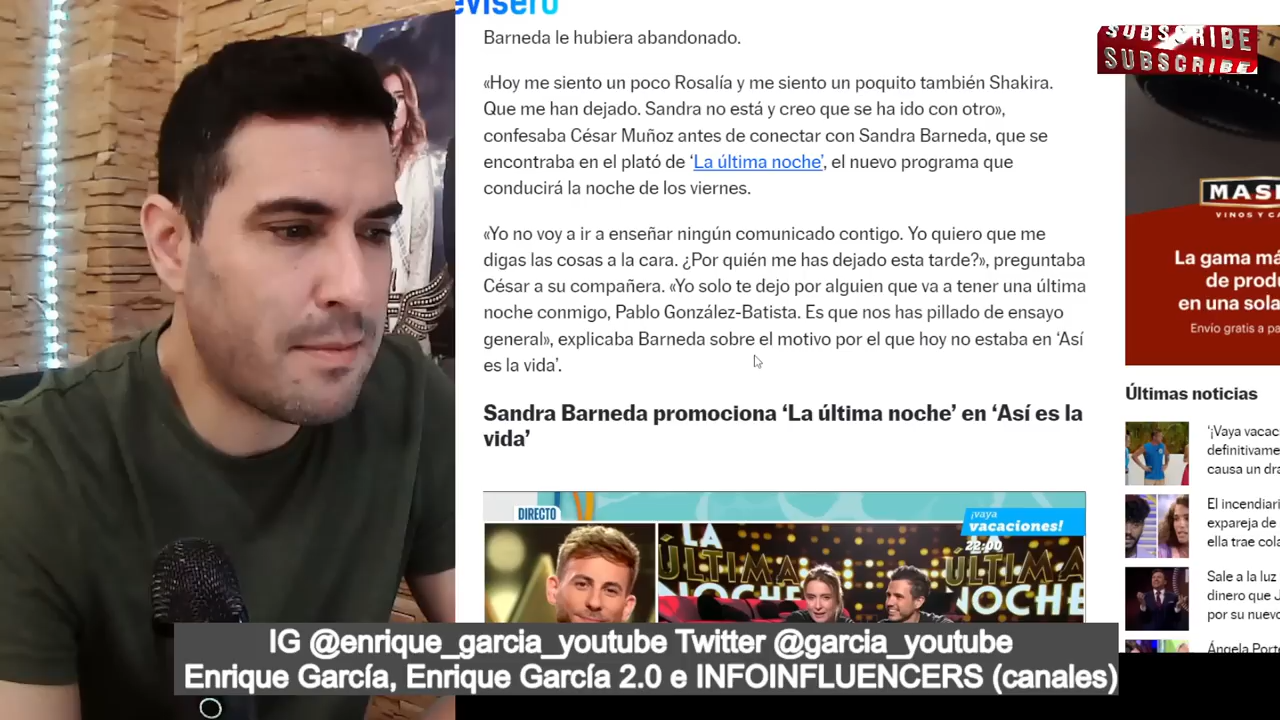 evisero
Barneda le hubiera abandonado.
«Hoy me siento un poco Rosalía y me siento un poquito también Shakira.
Que me han dejado. Sandra no está y creo que se ha ido con otro»,
confesaba César Muñoz antes de conectar con Sandra Barneda, que se
encontraba en el plató de ‘La última noche’, el nuevo programa que
conducirá la noche de los viernes.
«Yo no voy a ir a enseñar ningún comunicado contigo. Yo quiero que me
digas las cosas a la cara. ¿Por quién me has dejado esta tarde?», preguntaba
César a su compañera. «Yo solo te dejo por alguien que va a tener una última
noche conmigo, Pablo González-Batista. Es que nos has pillado de ensayo
general», explicaba Barneda sobre el motivo por el que hoy no estaba en ‘Así
es la vida’.
Sandra Barneda promociona ‘La última noche’ en ‘Así es la
vida’
DIRECTO
¡vaya
vacaciones!
22:00
LA
ÚLTIMA
NOCHE
ÚLTIMA
NOCHE
SUBSCRIBE
SUBSCRIBE
MAS
VINOS Y CA
La gama má
de produ
en una sola
Envío gratis a pa
Últimas noticias
‘¡Vaya vacac
definitivame
causa un dra
El incendiari
expareja de
ella trae cola
Sale a la luz
dinero que J
por su nuevo
Ángela Porte
IG @enrique_garcia_youtube Twitter @garcia_youtube
Enrique García, Enrique García 2.0 e INFOINFLUENCERS (canales)